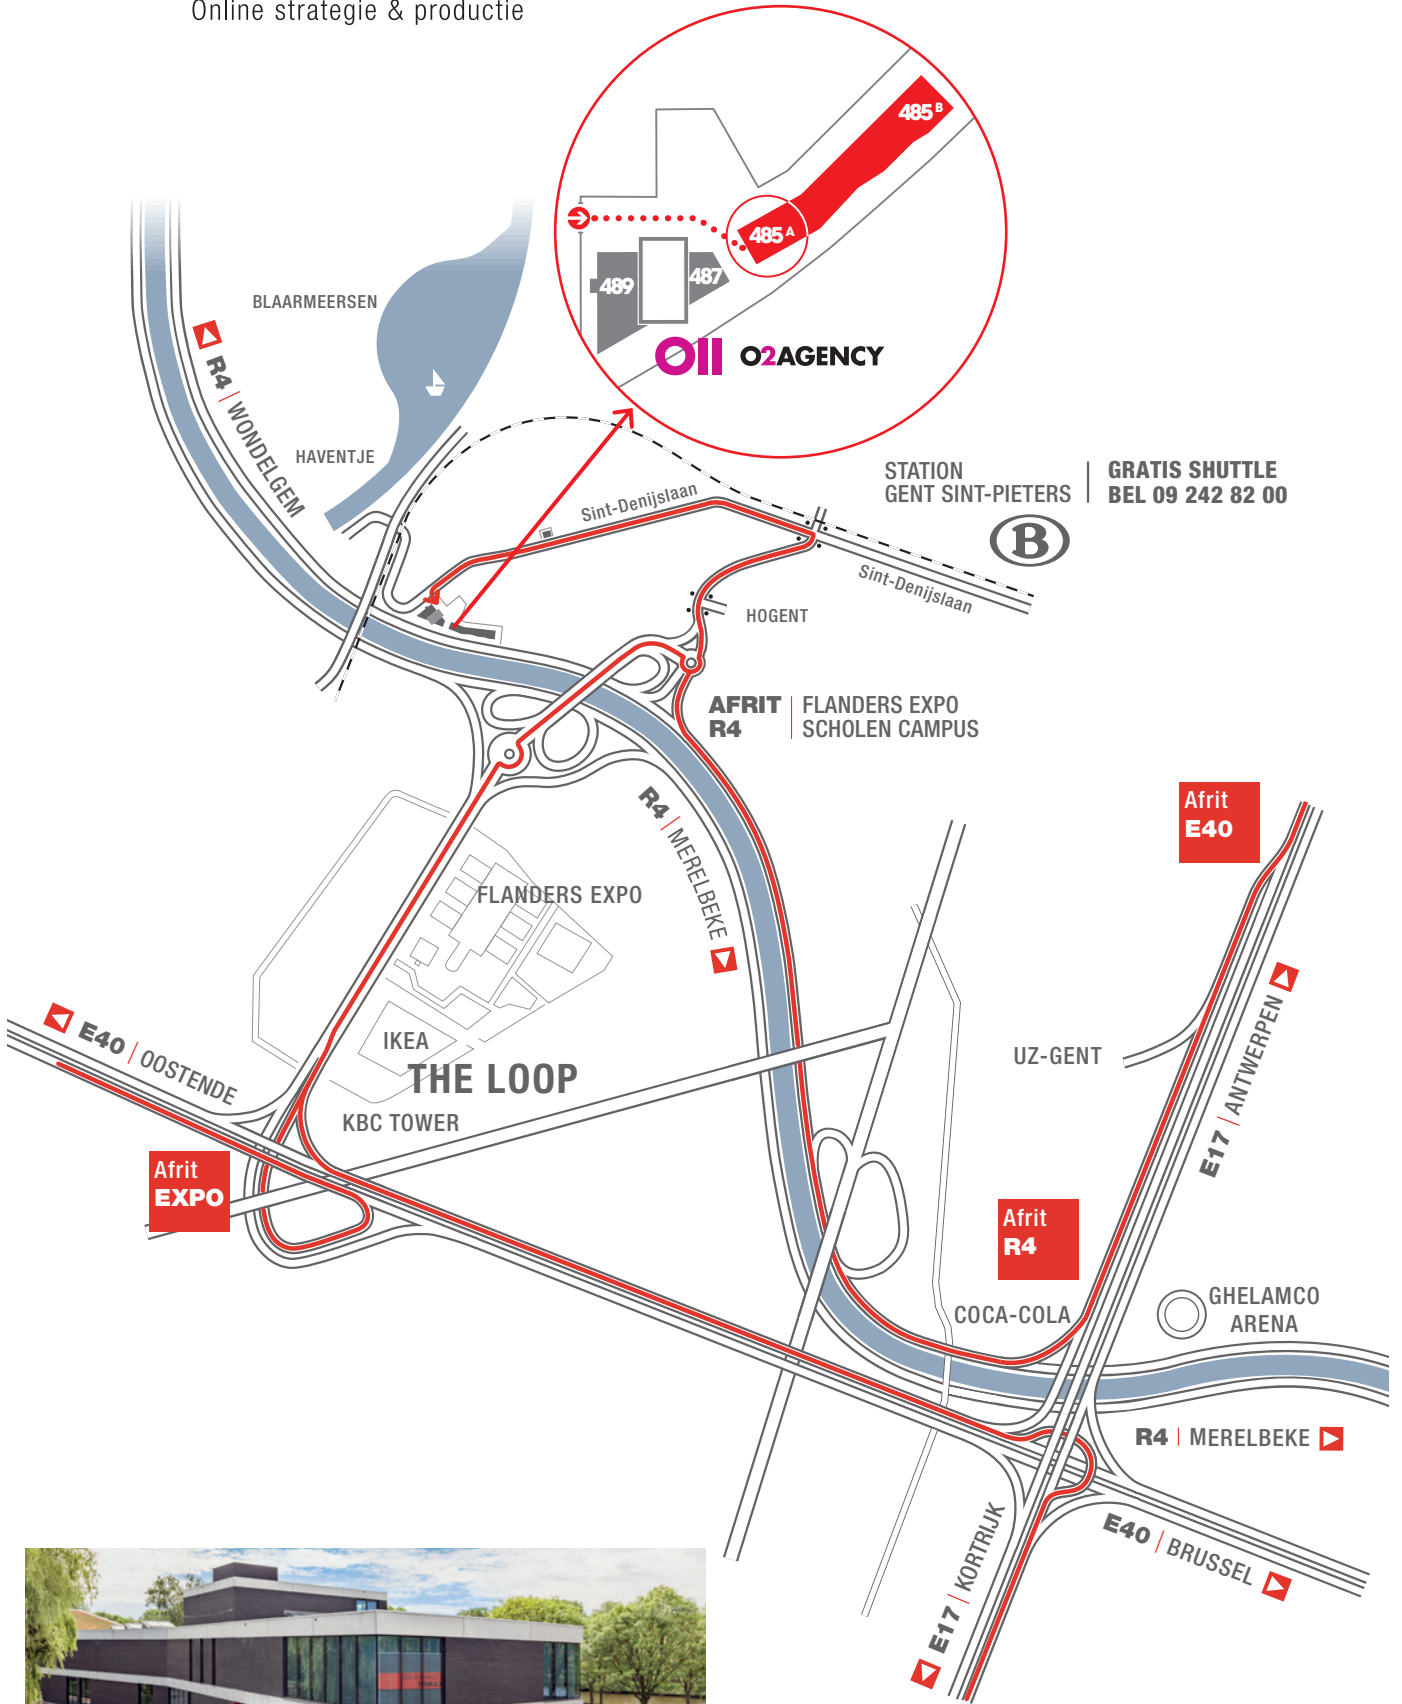 Online strategie & productie
485 B
485 A
489
487
O2AGENCY
BLAARMEERSEN
R4 | WONDELGEM
HAVENTJE
STATION
GENT SINT-PIETERS
GRATIS SHUTTLE
BEL 09 242 82 00
B
Sint-Denijslaan
Sint-Denijslaan
HOGENT
AFRIT
R4
FLANDERS EXPO
SCHOLEN CAMPUS
R4 | MERELBEKE
Afrit
E40
FLANDERS EXPO
E40 | OOSTENDE
IKEA
THE LOOP
KBC TOWER
UZ-GENT
E17 | ANTWERPEN
Afrit
EXPO
Afrit
R4
COCA-COLA
GHELAMCO
ARENA
R4 | MERELBEKE
E40 | BRUSSEL
E17 | KORTRIJK